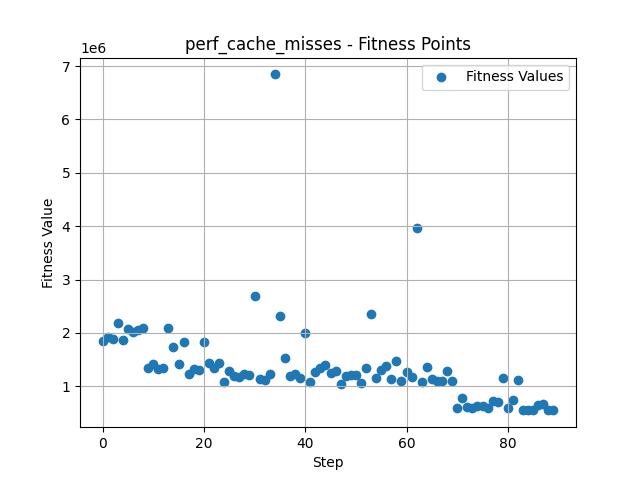 perf_cache_misses - Fitness Points
1e6
Fitness Values
7
6
5
4
3
2
1
Fitness Value
0 20 40 60 80
Step